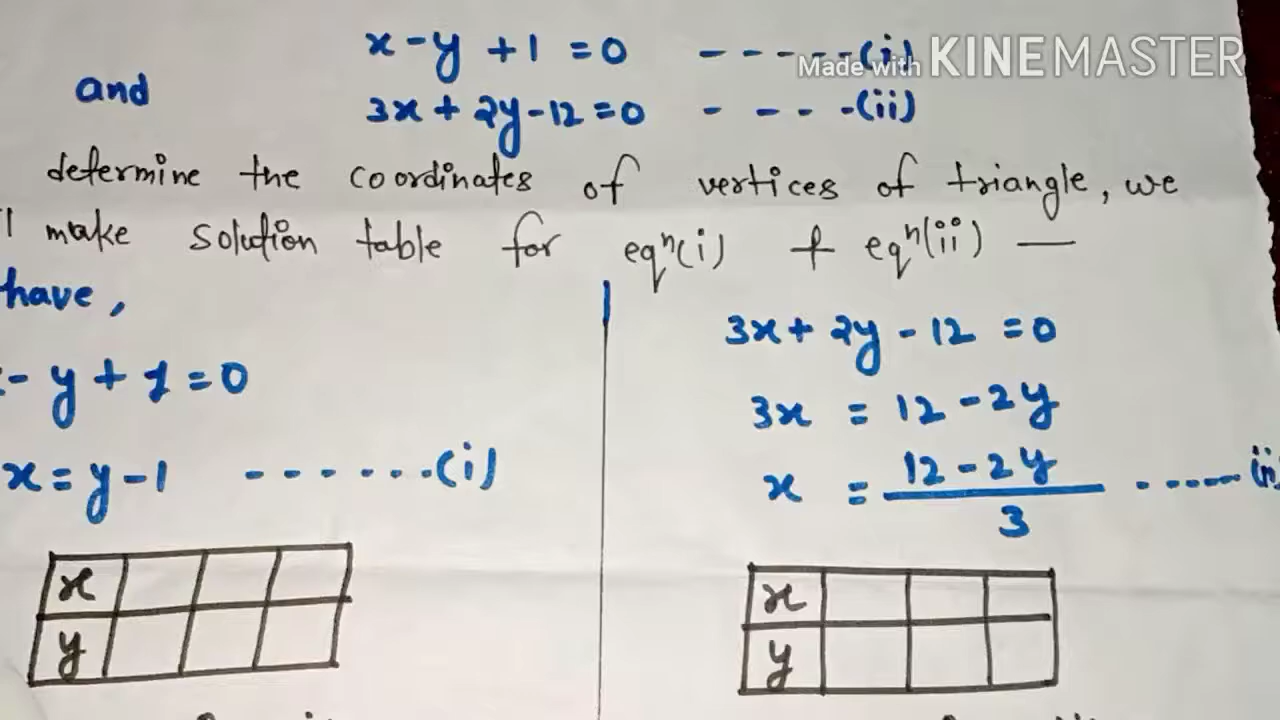 x - y + 1 = 0 - - - - - (i)
Made with KINEMASTER
and 3x + 2y - 12 = 0 - - - - (ii)
determine the coordinates of vertices of triangle, we
make solution table for eqⁿ(i) + eqⁿ(ii) —
have,
- y + 1 = 0
x = y - 1 - - - - - - - (i)
3x + 2y - 12 = 0
3x = 12 - 2y
x = 12 - 2y / 3 - - - - - (ii)
x
y
x
y